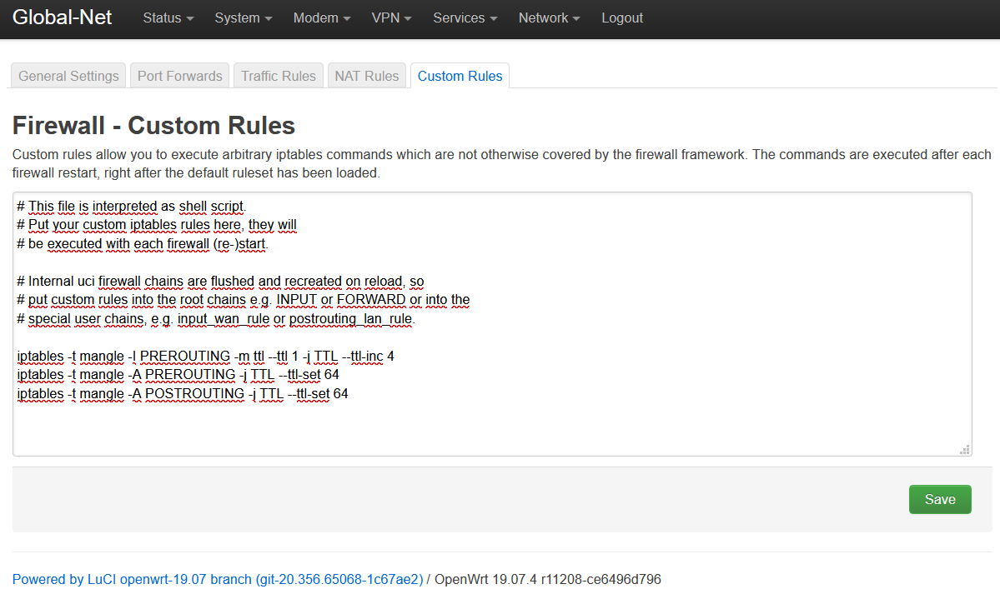 Global-Net Status System Modem VPN Services Network Logout
General Settings Port Forwards Traffic Rules NAT Rules Custom Rules
Firewall - Custom Rules
Custom rules allow you to execute arbitrary iptables commands which are not otherwise covered by the firewall framework. The commands are executed after each
firewall restart, right after the default ruleset has been loaded.
# This file is interpreted as shell script.
# Put your custom iptables rules here, they will
# be executed with each firewall (re-)start.
# Internal uci firewall chains are flushed and recreated on reload, so
# put custom rules into the root chains e.g. INPUT or FORWARD or into the
# special user chains, e.g. input_wan_rule or postrouting_lan_rule.
iptables -t mangle -I PREROUTING -m ttl --ttl 1 -j TTL --ttl-inc 4
iptables -t mangle -A PREROUTING -j TTL --ttl-set 64
iptables -t mangle -A POSTROUTING -j TTL --ttl-set 64
Save
Powered by LuCI openwrt-19.07 branch (git-20.356.65068-1c67ae2) / OpenWrt 19.07.4 r11208-ce6496d796